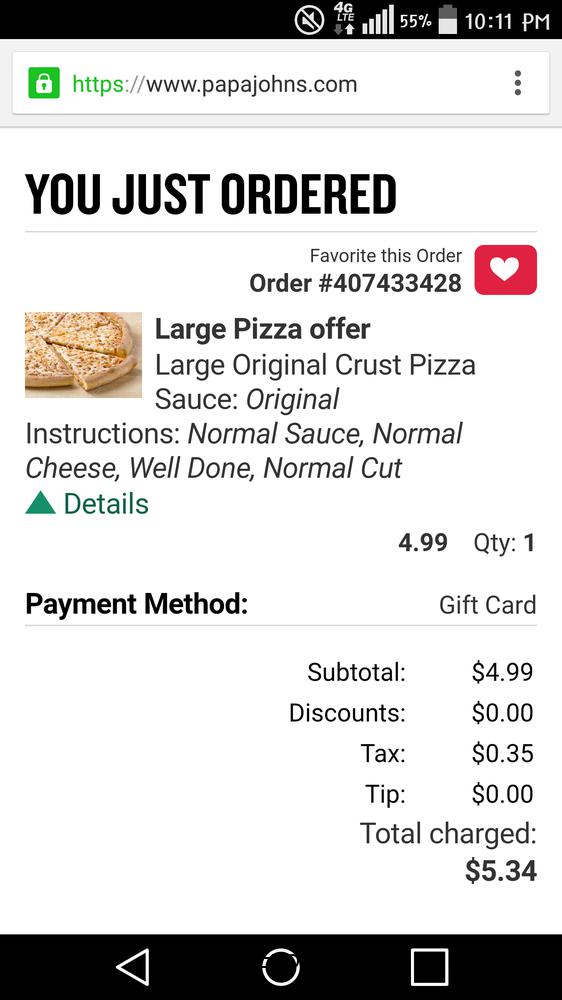 4G LTE 55% 10:11 PM
https://www.papajohns.com
YOU JUST ORDERED
Favorite this Order
Order #407433428
Large Pizza offer
Large Original Crust Pizza
Sauce: Original
Instructions: Normal Sauce, Normal
Cheese, Well Done, Normal Cut
Details
4.99 Qty: 1
Payment Method: Gift Card
Subtotal: $4.99
Discounts: $0.00
Tax: $0.35
Tip: $0.00
Total charged:
$5.34